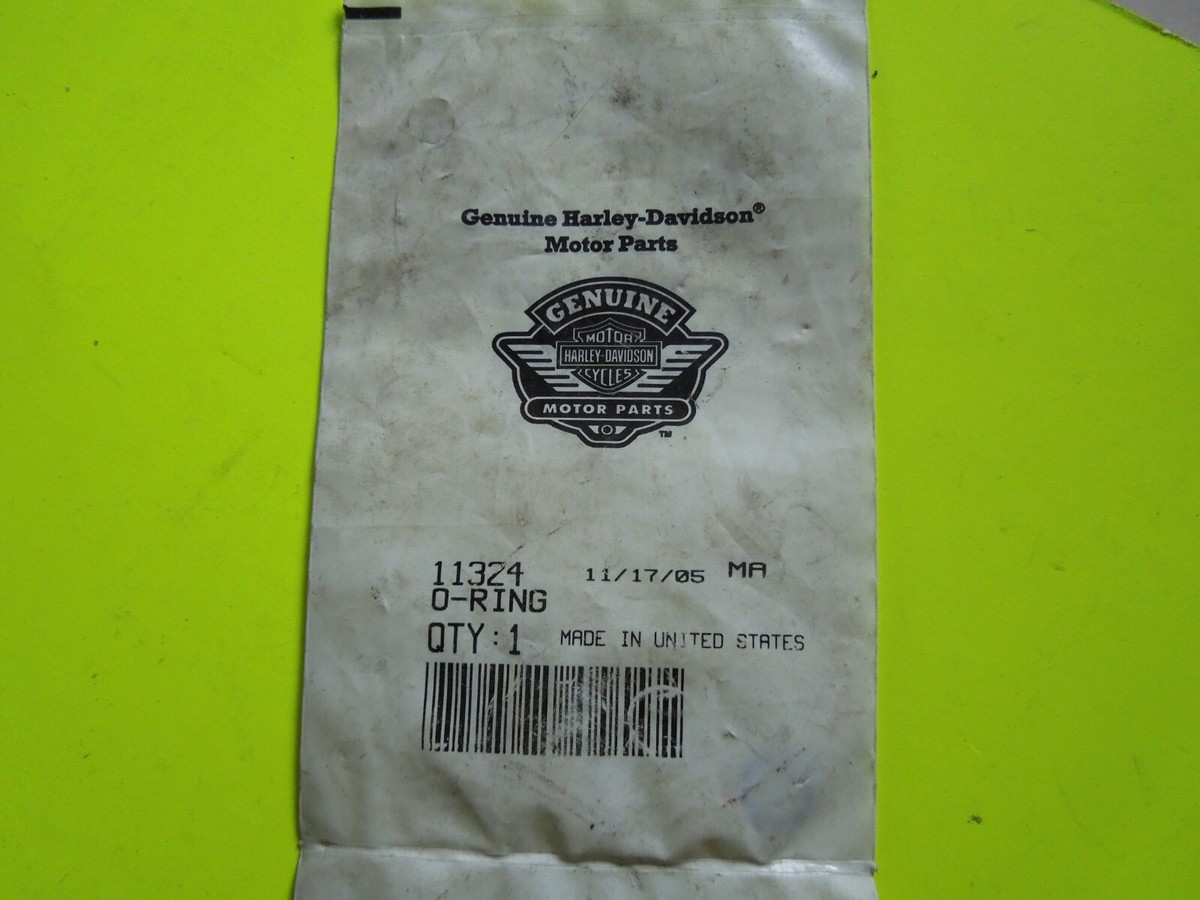 Genuine Harley-Davidson®
Motor Parts
GENUINE
MOTOR
HARLEY-DAVIDSON
CYCLES
MOTOR PARTS
TM
11324 11/17/05 MA
O-RING
QTY:1 MADE IN UNITED STATES